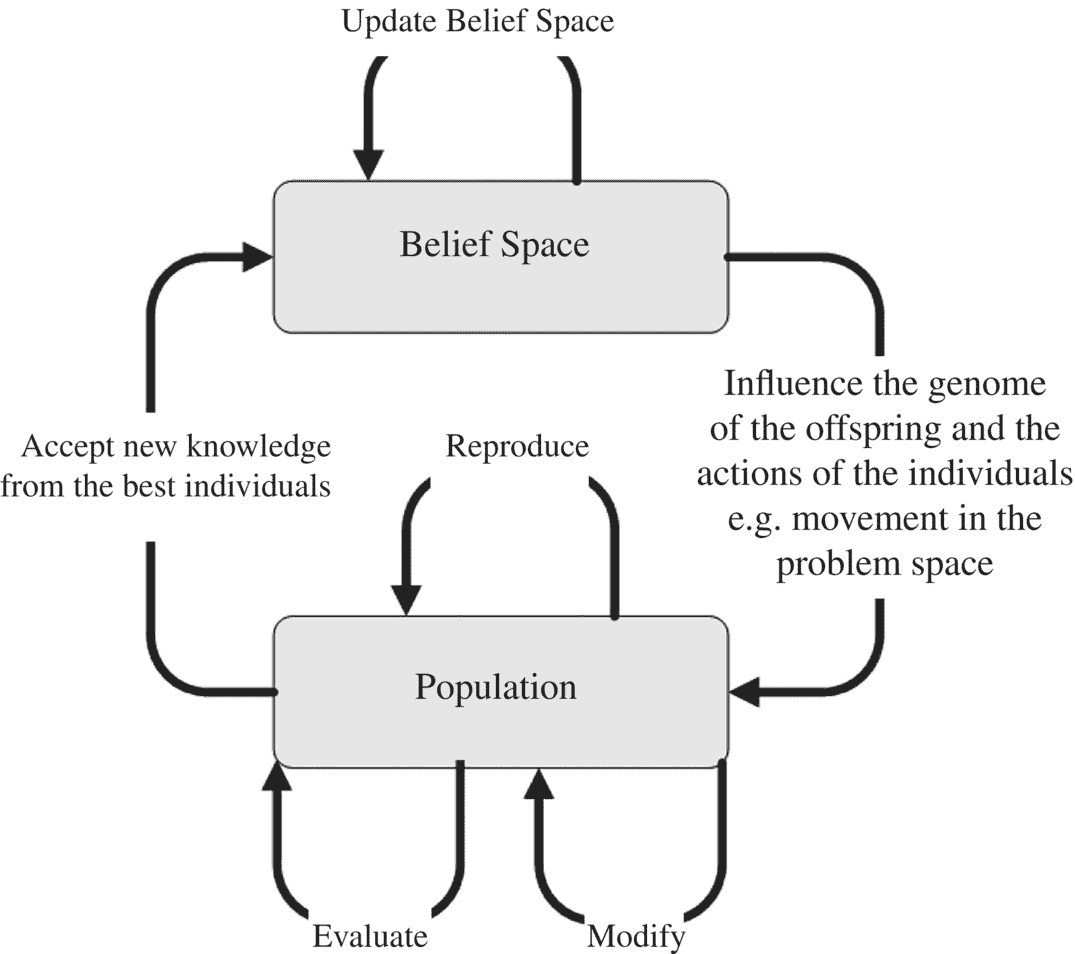 Update Belief Space
Belief Space
Influence the genome
of the offspring and the
actions of the individuals
e.g. movement in the
problem space
Accept new knowledge
from the best individuals
Reproduce
Population
Evaluate
Modify